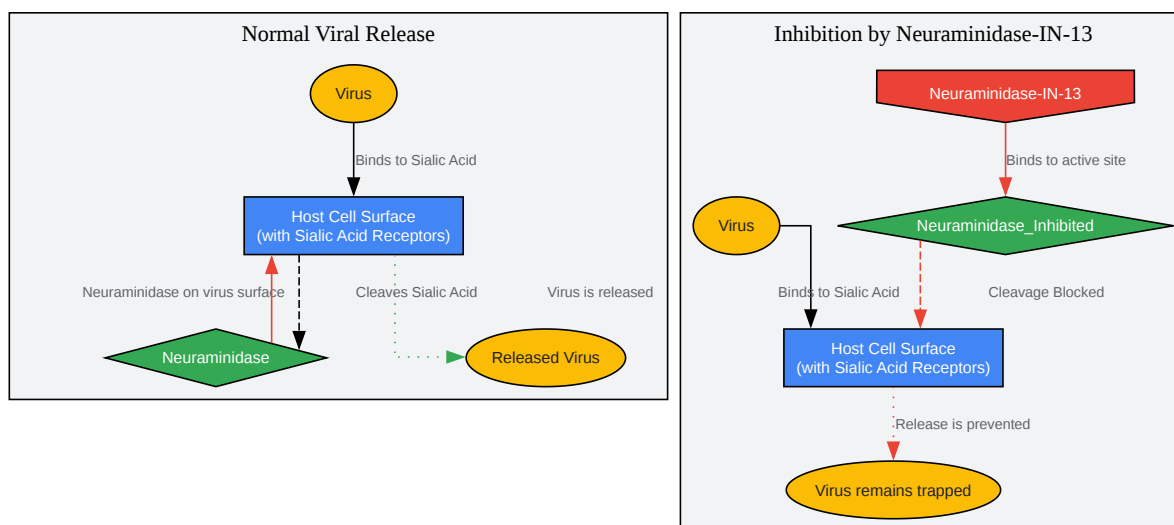 Normal Viral Release
Virus
Binds to Sialic Acid
Host Cell Surface
(with Sialic Acid Receptors)
Neuraminidase on virus surface
Cleaves Sialic Acid
Virus is released
Neuraminidase
Released Virus
Inhibition by Neuraminidase-IN-13
Neuraminidase-IN-13
Binds to active site
Virus
Neuraminidase_Inhibited
Binds to Sialic Acid
Cleavage Blocked
Host Cell Surface
(with Sialic Acid Receptors)
Release is prevented
Virus remains trapped